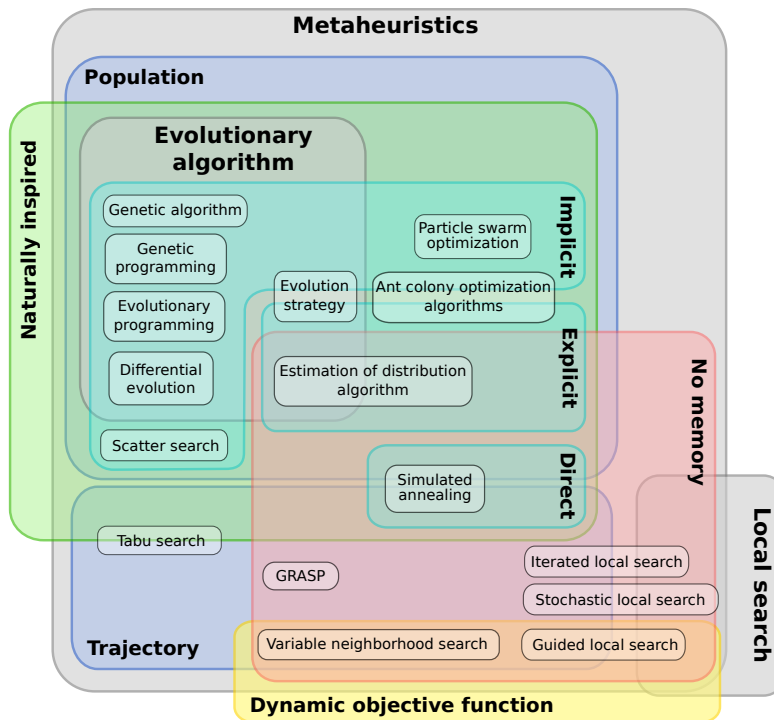 Metaheuristics
Population
Naturally inspired
Evolutionary
algorithm
Implicit
Genetic algorithm
Particle swarm
optimization
Genetic
programming
Evolution
strategy
Ant colony optimization
algorithms
Evolutionary
programming
Explicit
Differential
evolution
Estimation of distribution
algorithm
No memory
Scatter search
Direct
Simulated
annealing
Local search
Tabu search
Iterated local search
GRASP
Stochastic local search
Trajectory
Variable neighborhood search
Guided local search
Dynamic objective function